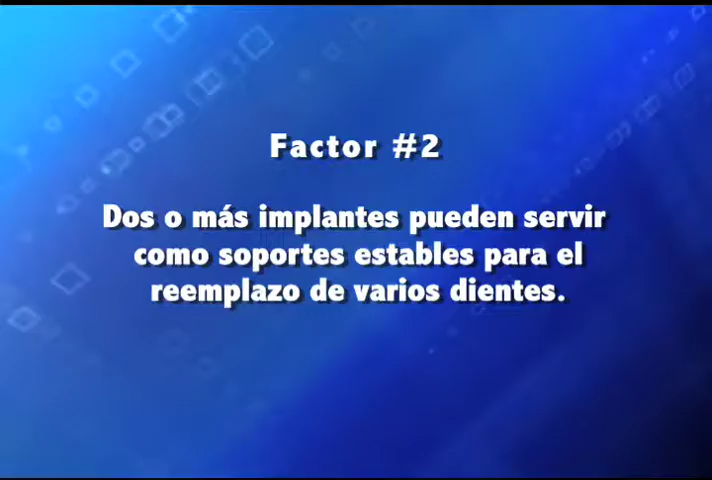 Factor #2
Dos o más implantes pueden servir
como soportes estables para el
reemplazo de varios dientes.